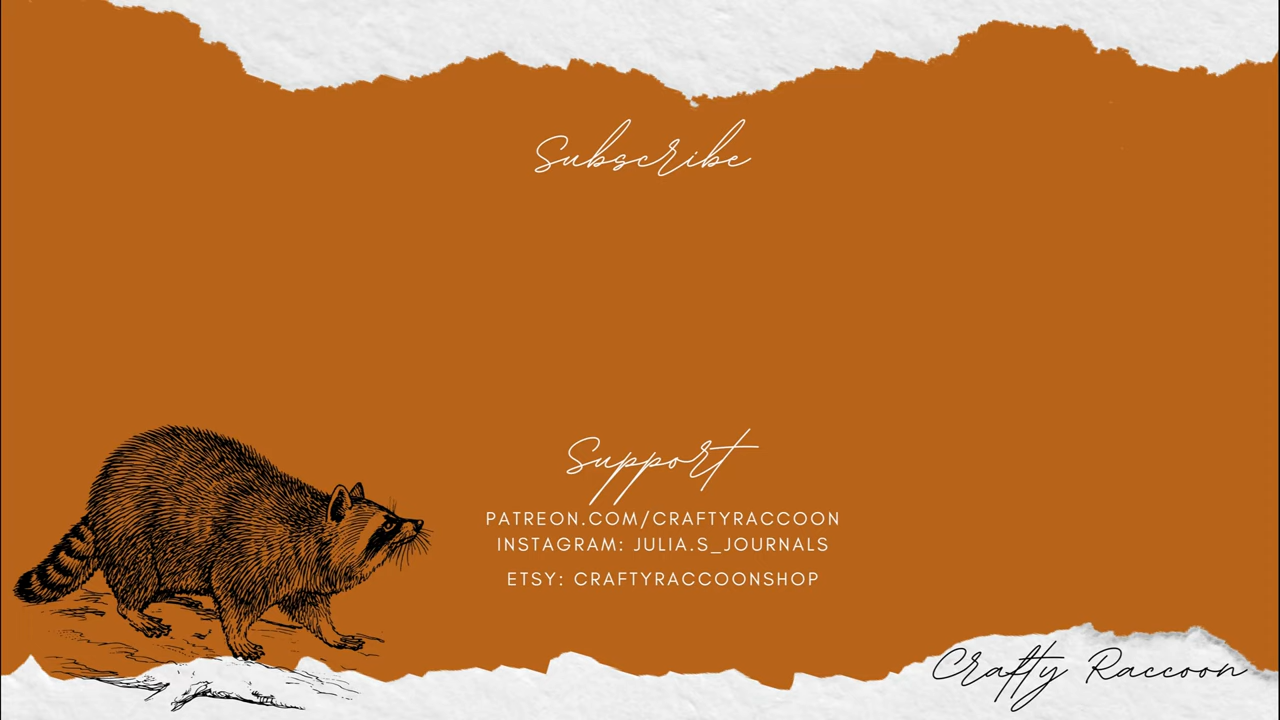 Subscribe
Support
PATREON.COM/CRAFTYRACCOON
INSTAGRAM: JULIA.S_JOURNALS
ETSY: CRAFTYRACCOONSHOP
Crafty Raccoon